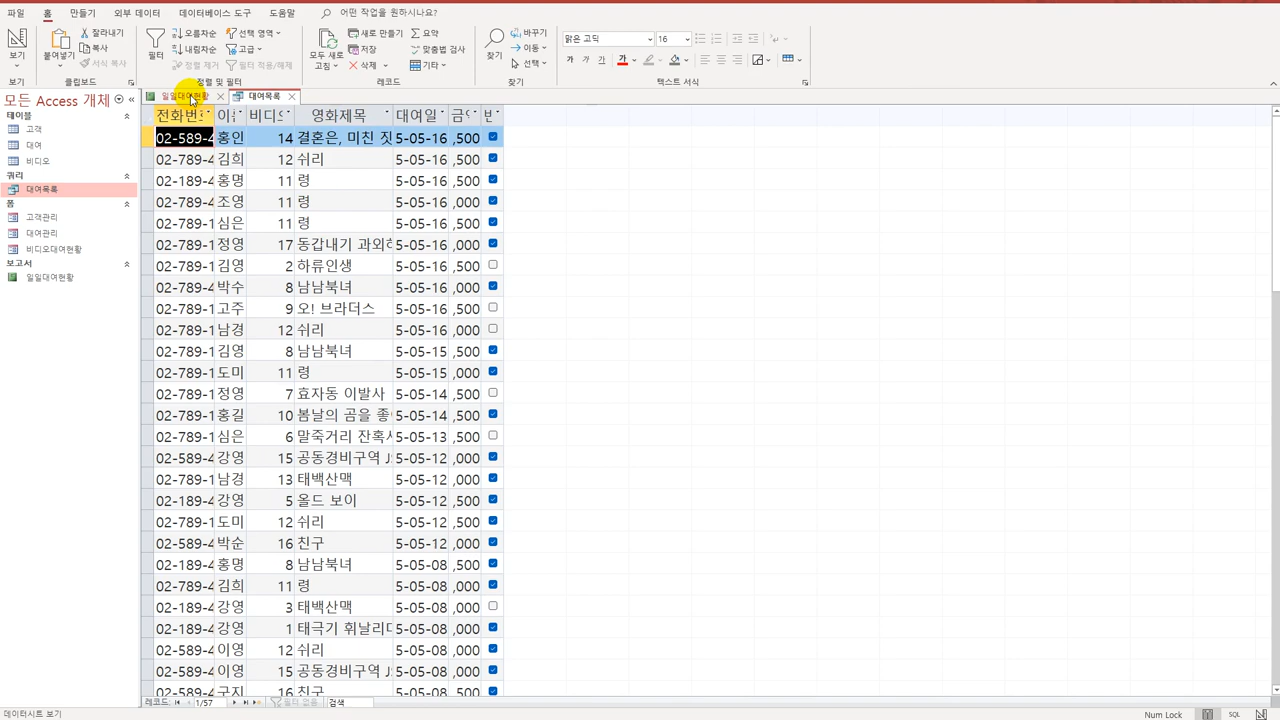 파일 홈 만들기 외부 데이터 데이터베이스 도구 도움말 어떤 작업을 원하시나요?
보기
보기
붙여넣기
잘라내기
복사
서식 복사
클립보드
필터
오름차순
내림차순
정렬 제거
선택 영역
고급
필터 적용/해제
정렬 및 필터
모두 새로 고침
새로 만들기
저장
삭제
요약
맞춤법 검사
기타
레코드
찾기
바꾸기
이동
선택
찾기
맑은 고딕 16
가 가 가 가
텍스트 서식
모든 Access 개체
테이블
고객
대여
비디오
쿼리
대여목록
폼
고객관리
대여관리
비디오대여현황
보고서
일일대여현황
일일대여현황 대여목록
전화번 이 비디오 영화제목 대여일 금액 반
02-589-4 홍인 14 결혼은, 미친 짓 5-05-16 ,500
02-789-4 김희 12 쉬리 5-05-16 ,500
02-189-4 홍명 11 령 5-05-16 ,500
02-789-4 조영 11 령 5-05-16 ,000
02-789-1 심은 11 령 5-05-16 ,500
02-789-1 정영 17 동갑내기 과외하 5-05-16 ,000
02-789-1 김영 2 하류인생 5-05-16 ,500
02-789-4 박수 8 남남북녀 5-05-16 ,000
02-789-1 고주 9 오! 브라더스 5-05-16 ,500
02-789-1 남경 12 쉬리 5-05-16 ,000
02-789-1 김영 8 남남북녀 5-05-15 ,500
02-789-1 도미 11 령 5-05-15 ,000
02-789-1 정영 7 효자동 이발사 5-05-14 ,500
02-789-1 홍길 10 봄날의 곰을 좋 5-05-14 ,500
02-789-1 심은 6 말죽거리 잔혹사 5-05-13 ,500
02-589-4 강영 15 공동경비구역 JS 5-05-12 ,000
02-789-1 남경 13 태백산맥 5-05-12 ,000
02-189-4 강영 5 올드 보이 5-05-12 ,500
02-789-1 도미 12 쉬리 5-05-12 ,500
02-589-4 박순 16 친구 5-05-12 ,000
02-189-4 홍명 8 남남북녀 5-05-08 ,000
02-789-4 김희 11 령 5-05-08 ,000
02-189-4 강영 3 태백산맥 5-05-08 ,000
02-189-4 강영 1 태극기 휘날리며 5-05-08 ,000
02-589-4 이영 12 쉬리 5-05-08 ,000
02-589-4 이영 15 공동경비구역 JS 5-05-08 ,000
02-589-4 구지 16 친구 5-05-08 ,500
레코드: 1/57 필터 없음 검색
데이터시트 보기 Num Lock SQL